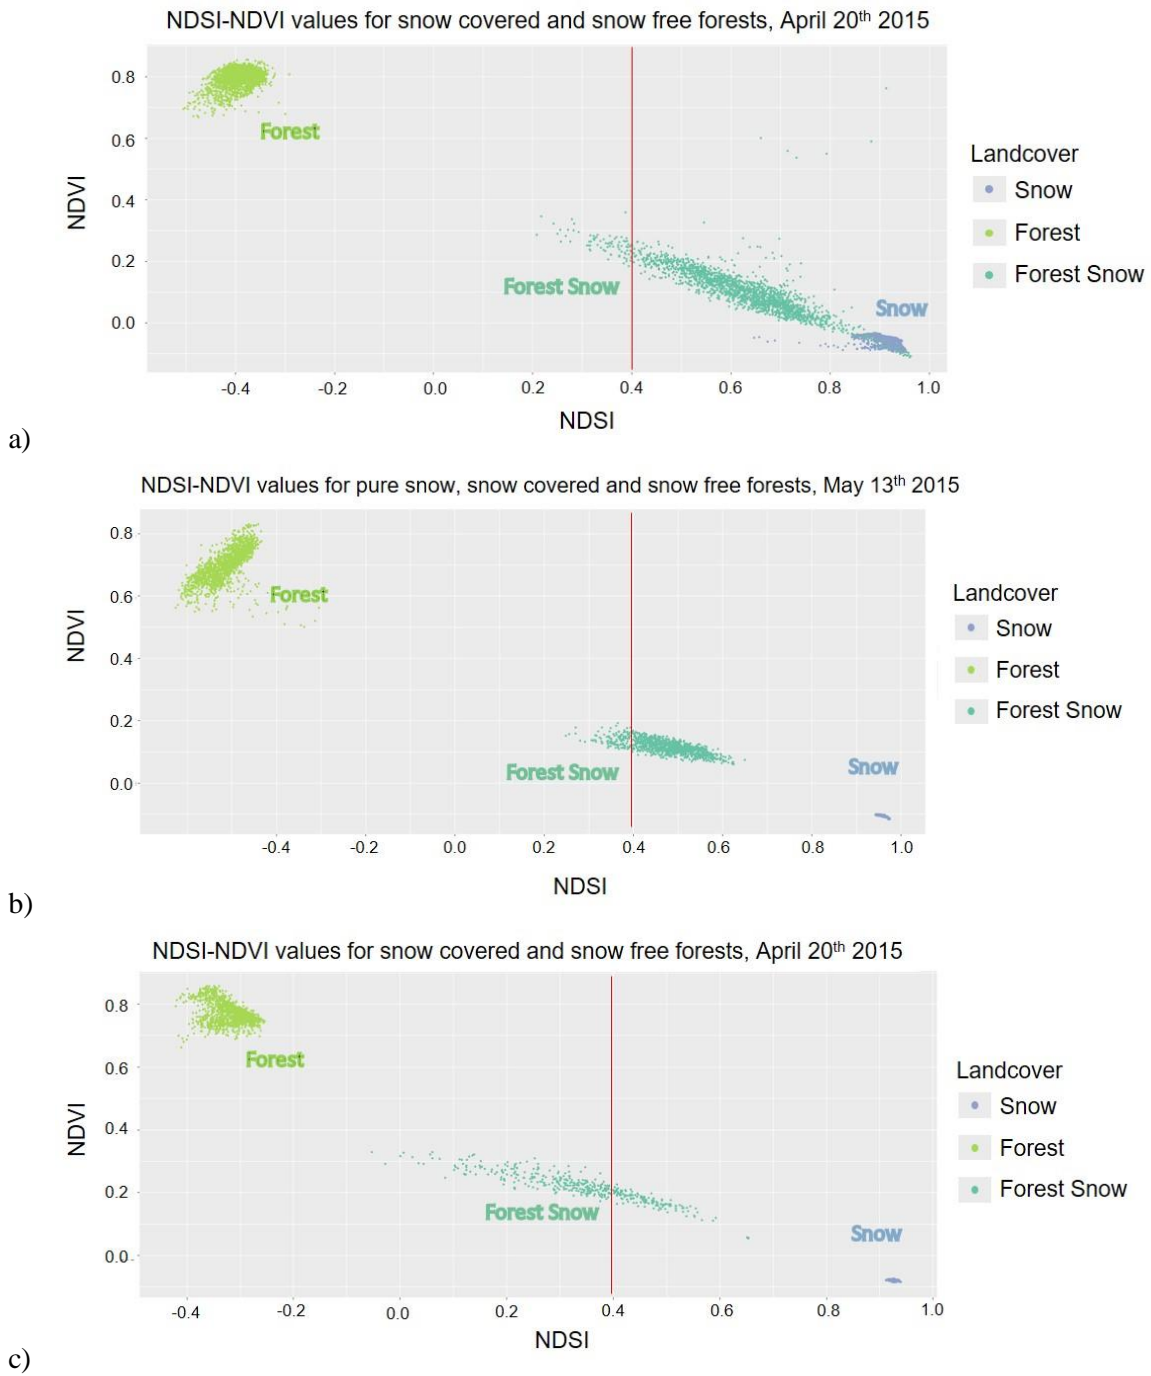 NDSI-NDVI values for snow covered and snow free forests, April 20th 2015
0.8
0.6
0.4
0.2
0.0
NDVI
Forest
Forest Snow
Snow
-0.4 -0.2 0.0 0.2 0.4 0.6 0.8 1.0
NDSI
Landcover
Snow
Forest
Forest Snow
a)
NDSI-NDVI values for pure snow, snow covered and snow free forests, May 13th 2015
0.8
0.6
0.4
0.2
0.0
NDVI
Forest
Forest Snow
Snow
-0.4 -0.2 0.0 0.2 0.4 0.6 0.8 1.0
NDSI
Landcover
Snow
Forest
Forest Snow
b)
NDSI-NDVI values for snow covered and snow free forests, April 20th 2015
0.8
0.6
0.4
0.2
0.0
NDVI
Forest
Forest Snow
Snow
-0.4 -0.2 0.0 0.2 0.4 0.6 0.8 1.0
NDSI
Landcover
Snow
Forest
Forest Snow
c)